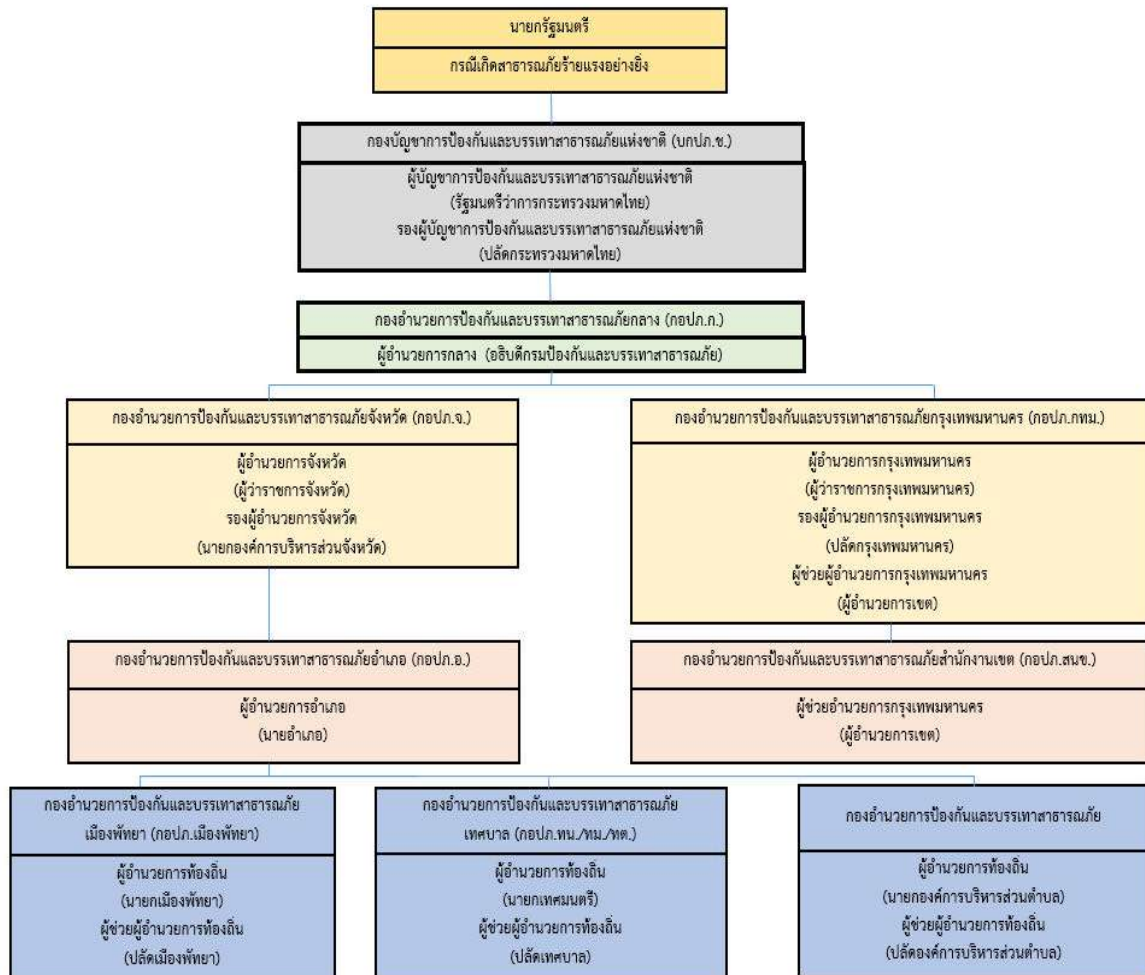 นายกรัฐมนตรี
กรณีเกิดสาธารณภัยร้ายแรงอย่างยิ่ง
กองบัญชาการป้องกันและบรรเทาสาธารณภัยแห่งชาติ (บกปภ.ช.)
ผู้บัญชาการป้องกันและบรรเทาสาธารณภัยแห่งชาติ
(รัฐมนตรีว่าการกระทรวงมหาดไทย)
รองผู้บัญชาการป้องกันและบรรเทาสาธารณภัยแห่งชาติ
(ปลัดกระทรวงมหาดไทย)
กองอำนวยการป้องกันและบรรเทาสาธารณภัยกลาง (กอปภ.ก.)
ผู้อำนวยการกลาง (อธิบดีกรมป้องกันและบรรเทาสาธารณภัย)
กองอำนวยการป้องกันและบรรเทาสาธารณภัยจังหวัด (กอปภ.จ.)
ผู้อำนวยการจังหวัด
(ผู้ว่าราชการจังหวัด)
รองผู้อำนวยการจังหวัด
(นายกองค์การบริหารส่วนจังหวัด)
กองอำนวยการป้องกันและบรรเทาสาธารณภัยกรุงเทพมหานคร (กอปภ.กทม.)
ผู้อำนวยการกรุงเทพมหานคร
(ผู้ว่าราชการกรุงเทพมหานคร)
รองผู้อำนวยการกรุงเทพมหานคร
(ปลัดกรุงเทพมหานคร)
ผู้ช่วยผู้อำนวยการกรุงเทพมหานคร
(ผู้อำนวยการเขต)
กองอำนวยการป้องกันและบรรเทาสาธารณภัยอำเภอ (กอปภ.อ.)
ผู้อำนวยการอำเภอ
(นายอำเภอ)
กองอำนวยการป้องกันและบรรเทาสาธารณภัยสำนักงานเขต (กอปภ.สนข.)
ผู้ช่วยอำนวยการกรุงเทพมหานคร
(ผู้อำนวยการเขต)
กองอำนวยการป้องกันและบรรเทาสาธารณภัย
เมืองพัทยา (กอปภ.เมืองพัทยา)
ผู้อำนวยการท้องถิ่น
(นายกเมืองพัทยา)
ผู้ช่วยผู้อำนวยการท้องถิ่น
(ปลัดเมืองพัทยา)
กองอำนวยการป้องกันและบรรเทาสาธารณภัย
เทศบาล (กอปภ.ทน./ทม./ทต.)
ผู้อำนวยการท้องถิ่น
(นายกเทศมนตรี)
ผู้ช่วยผู้อำนวยการท้องถิ่น
(ปลัดเทศบาล)
กองอำนวยการป้องกันและบรรเทาสาธารณภัย
ผู้อำนวยการท้องถิ่น
(นายกองค์การบริหารส่วนตำบล)
ผู้ช่วยผู้อำนวยการท้องถิ่น
(ปลัดองค์การบริหารส่วนตำบล)